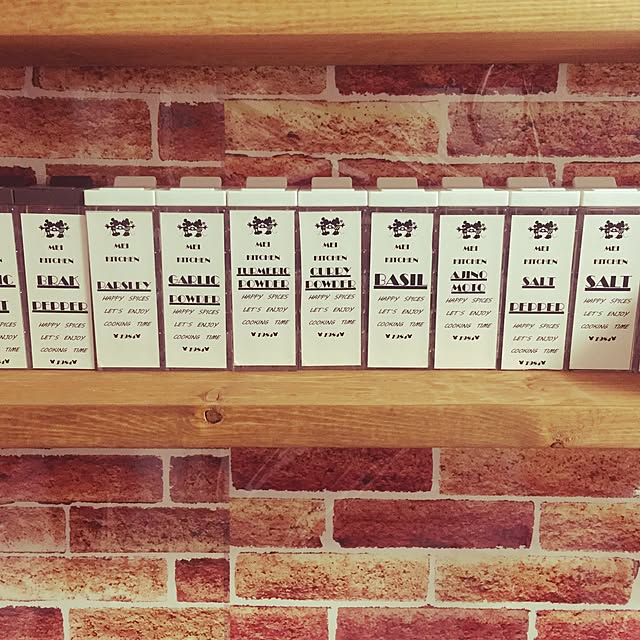 IC
T
MEI
KITCHEN
BRAK
PEPPER
HAPPY SPICES
LET'S ENJOY
COOKING TIME
MEI
KITCHEN
PARSLEY
HAPPY SPICES
LET'S ENJOY
COOKING TIME
MEI
KITCHEN
GARLIC
POWDER
HAPPY SPICES
LET'S ENJOY
COOKING TIME
MEI
KITCHEN
TURMERIC
POWDER
HAPPY SPICES
LET'S ENJOY
COOKING TIME
MEI
KITCHEN
CURRY
POWDER
HAPPY SPICES
LET'S ENJOY
COOKING TIME
MEI
KITCHEN
BASIL
HAPPY SPICES
LET'S ENJOY
COOKING TIME
MEI
KITCHEN
AJINO
MOTO
HAPPY SPICES
LET'S ENJOY
COOKING TIME
MEI
KITCHEN
SALT
PEPPER
HAPPY SPICES
LET'S ENJOY
COOKING TIME
MEI
KITCHEN
SALT
HAPPY SPICES
LET'S ENJOY
COOKING TIME